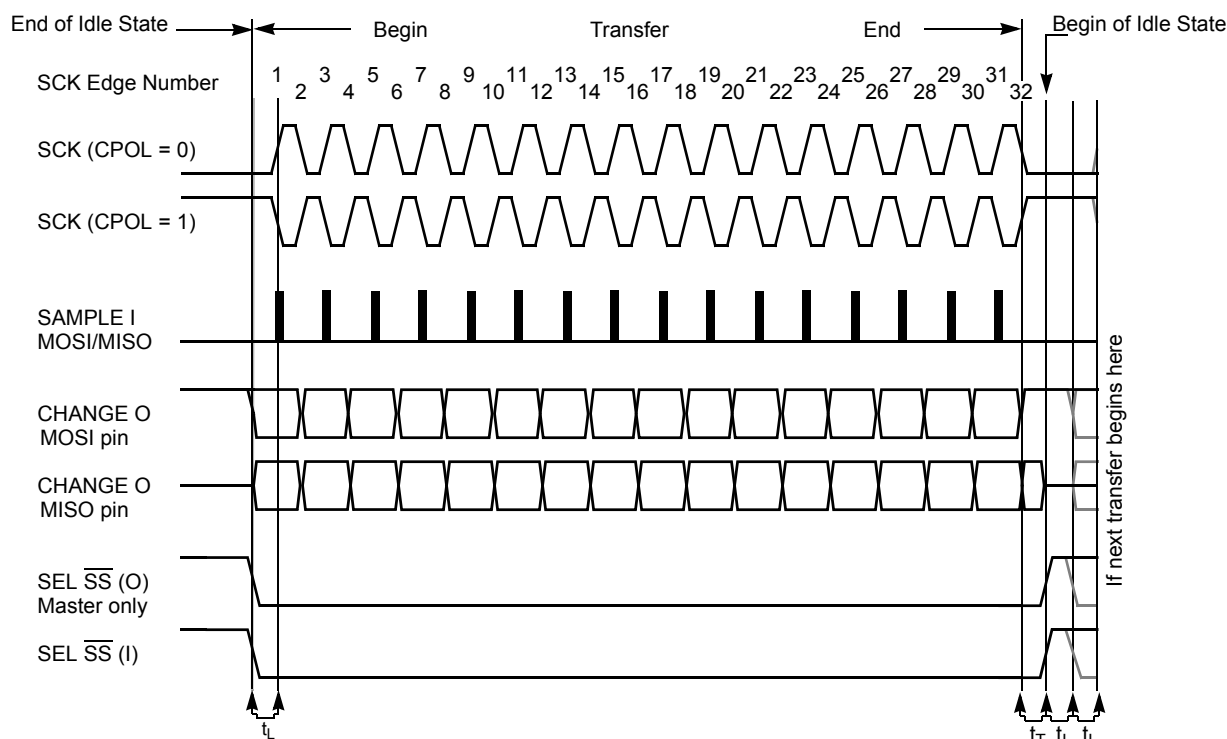 End of Idle State
Begin
Transfer
End
Begin of Idle State
SCK Edge Number
1 3 5 7 9 11 13 15 17 19 21 23 25 27 29 31
2 4 6 8 10 12 14 16 18 20 22 24 26 28 30 32
SCK (CPOL = 0)
SCK (CPOL = 1)
SAMPLE I
MOSI/MISO
CHANGE O
MOSI pin
CHANGE O
MISO pin
SEL SS (O)
Master only
SEL SS (I)
If next transfer begins here
tL
tT